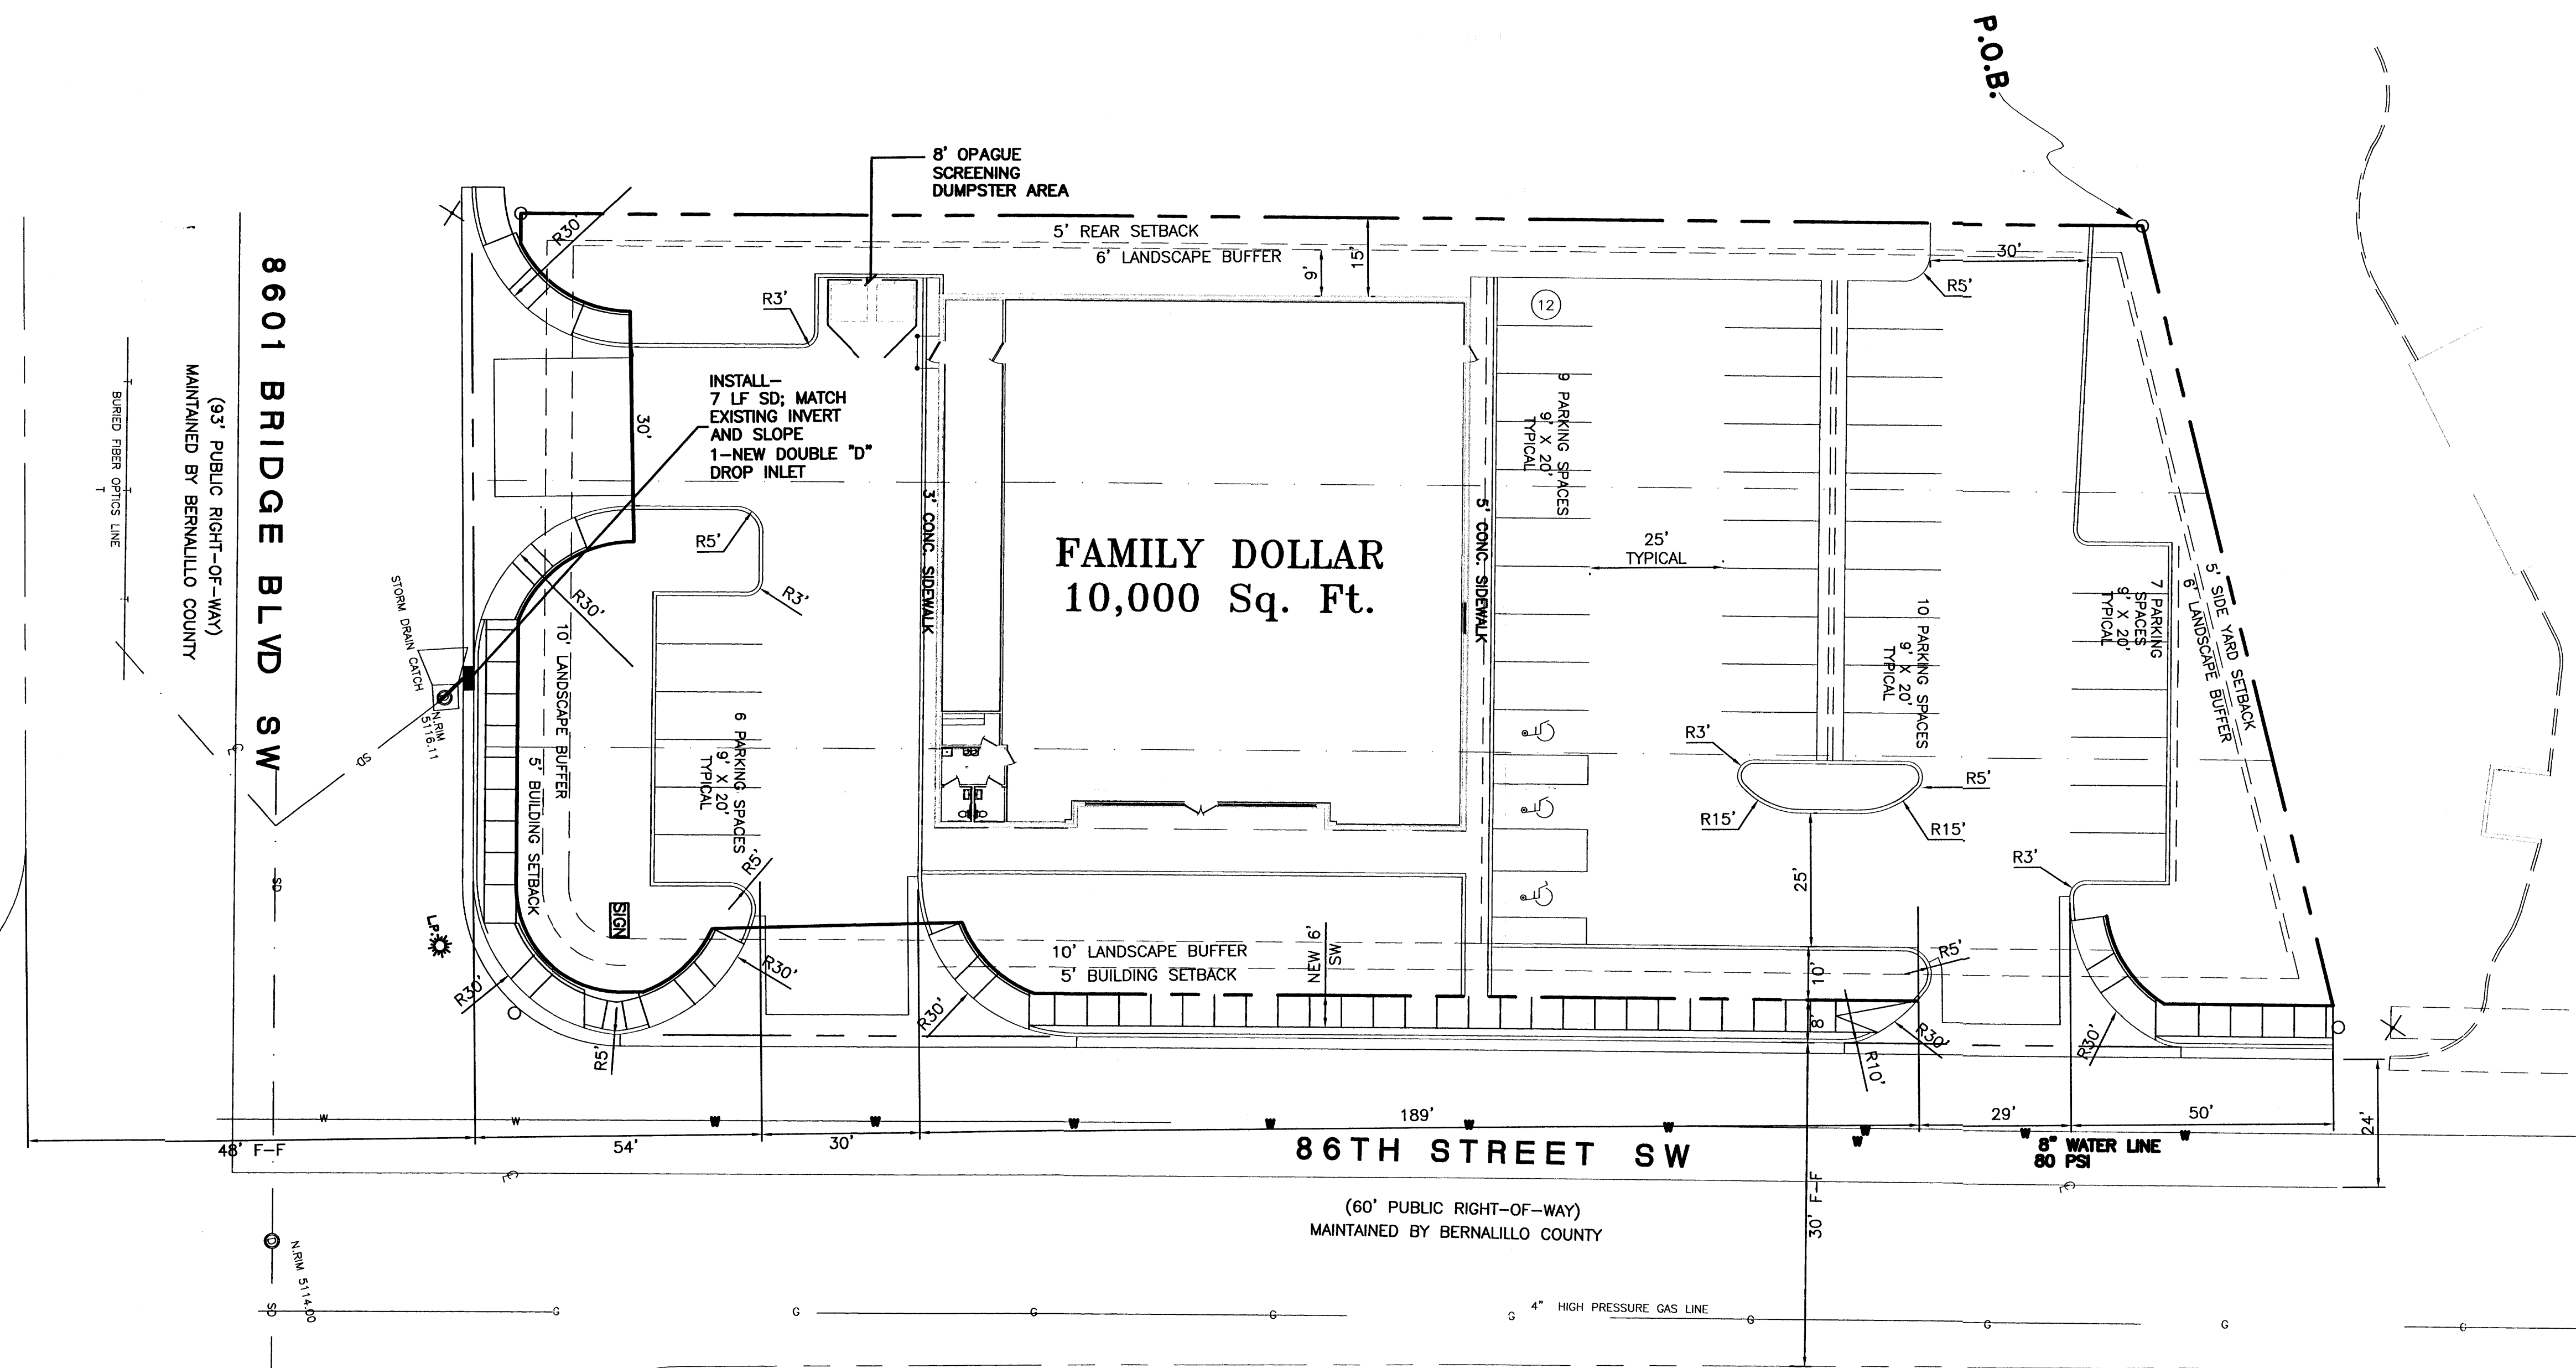 P.O.B.
8' OPAGUE
SCREENING
DUMPSTER AREA
5' REAR SETBACK
6' LANDSCAPE BUFFER
9'
15'
30'
R5'
R30'
R3'
12
8601 BRIDGE BLVD SW
(93' PUBLIC RIGHT-OF-WAY)
MAINTAINED BY BERNALILLO COUNTY
T
T
T
T
BURIED FIBER OPTICS LINE
INSTALL-
7 LF SD; MATCH
EXISTING INVERT
AND SLOPE
1-NEW DOUBLE "D"
DROP INLET
30'
R5'
R3'
R30'
3' CONC. SIDEWALK
FAMILY DOLLAR
10,000 Sq. Ft.
5' CONC. SIDEWALK
9 PARKING SPACES
9' X 20'
TYPICAL
25'
TYPICAL
10 PARKING SPACES
9' X 20'
TYPICAL
7 PARKING
SPACES
9' X 20'
TYPICAL
5' SIDE YARD SETBACK
6' LANDSCAPE BUFFER
STORM DRAIN CATCH
N.RIM
5116.11
D
SD
10' LANDSCAPE BUFFER
5' BUILDING SETBACK
6 PARKING SPACES
9' X 20'
TYPICAL
R5'
R3'
R5'
R15'
R15'
R3'
25'
SD
L.P.
SIGN
R30'
R30'
R5'
10' LANDSCAPE BUFFER
5' BUILDING SETBACK
NEW 6'
SW
R30'
10'
8'
R5'
R30'
R10'
R30'
W
W
W
W
W
W
W
W
W
W
W
W
48' F-F
54'
30'
189'
29'
50'
24'
86TH STREET SW
8" WATER LINE
80 PSI
(60' PUBLIC RIGHT-OF-WAY)
MAINTAINED BY BERNALILLO COUNTY
30' F-F
D
N.RIM 5114.00
SD
G
G
G
G
G
4" HIGH PRESSURE GAS LINE
G
G
G
G